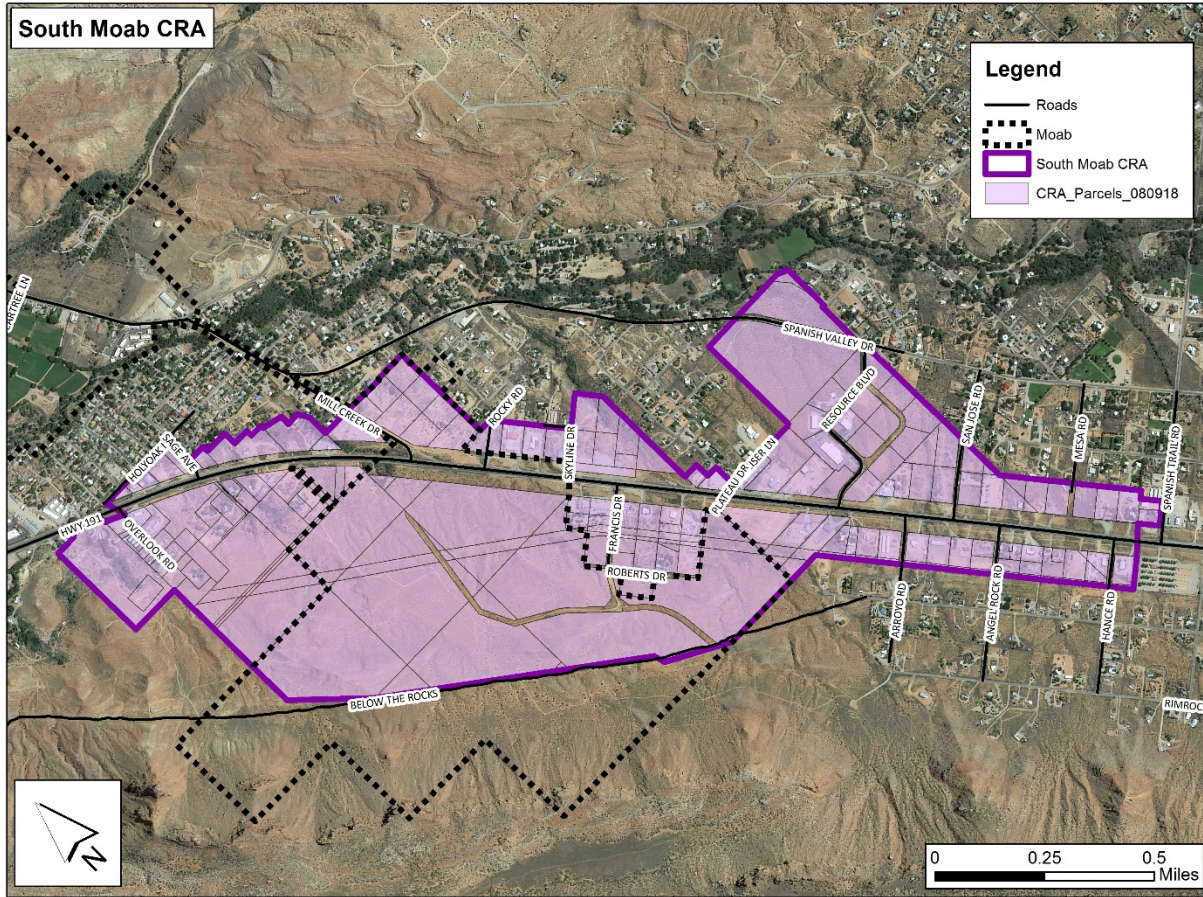 South Moab CRA
Legend
Roads
Moab
South Moab CRA
CRA_Parcels_080918
CARTREE LN
SPANISH VALLEY DR
MILL CREEK DR
ROCKY RD
RESOURCE BLVD
SAN JOSE RD
MESA RD
SPANISH TRAIL RD
HOLYOAK L
SAGE AVE
SKYLINE DR
PLATEAU DR
ISER LN
HWY 191
OVERLOOK RD
FRANCIS DR
ROBERTS DR
ARROYO RD
ANGEL ROCK RD
HANCE RD
BELOW THE ROCKS
RIMROC
N
0 0.25 0.5
Miles